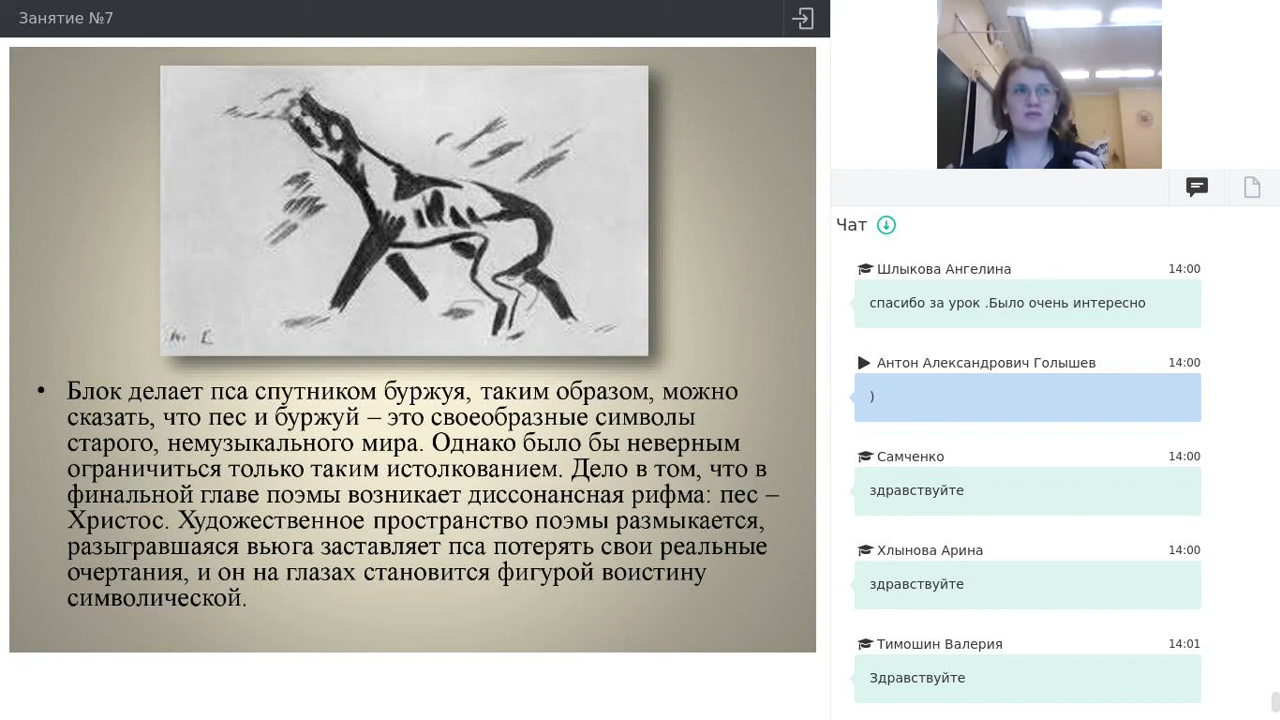 Занятие №7
• Блок делает пса спутником буржуя, таким образом, можно
сказать, что пес и буржуй – это своеобразные символы
старого, немузыкального мира. Однако было бы неверным
ограничиться только таким истолкованием. Дело в том, что в
финальной главе поэмы возникает диссонансная рифма: пес –
Христос. Художественное пространство поэмы размыкается,
разыгравшаяся вьюга заставляет пса потерять свои реальные
очертания, и он на глазах становится фигурой воистину
символической.
Чат
Шлыкова Ангелина 14:00
спасибо за урок .Было очень интересно
Антон Александрович Голышев 14:00
)
Самченко 14:00
здравствуйте
Хлынова Арина 14:00
здравствуйте
Тимошин Валерия 14:01
Здравствуйте